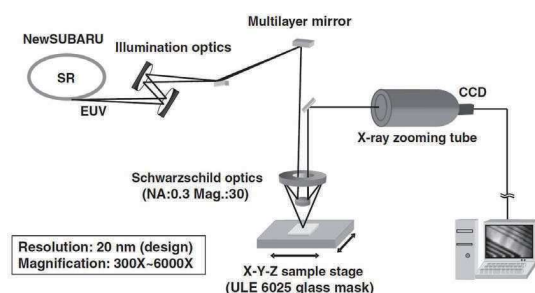 Multilayer mirror
NewSUBARU
Illumination optics
SR
EUV
CCD
X-ray zooming tube
Schwarzschild optics
(NA:0.3 Mag.:30)
Resolution: 20 nm (design)
Magnification: 300X~6000X
X-Y-Z sample stage
(ULE 6025 glass mask)